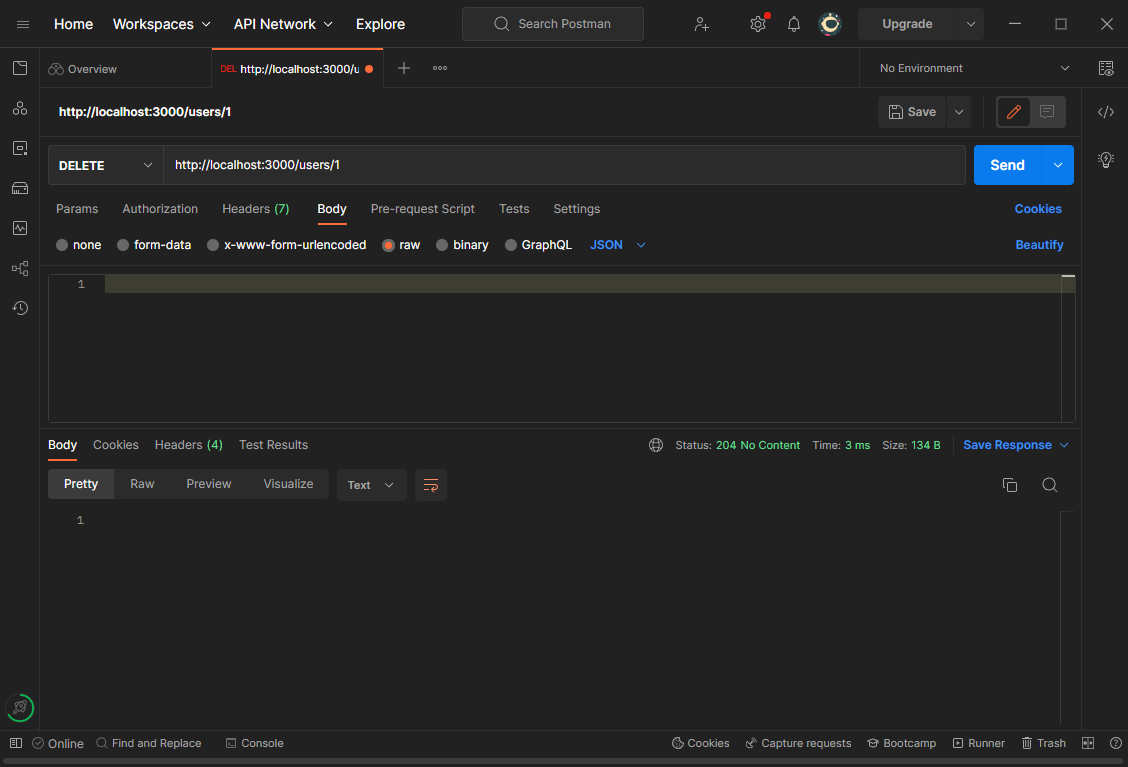 Home Workspaces API Network Explore Search Postman Upgrade
Overview DEL http://localhost:3000/u No Environment
http://localhost:3000/users/1 Save
DELETE http://localhost:3000/users/1 Send
Params Authorization Headers (7) Body Pre-request Script Tests Settings Cookies
none form-data x-www-form-urlencoded raw binary GraphQL JSON Beautify
1
Body Cookies Headers (4) Test Results Status: 204 No Content Time: 3 ms Size: 134 B Save Response
Pretty Raw Preview Visualize Text
1
Online Find and Replace Console Cookies Capture requests Bootcamp Runner Trash